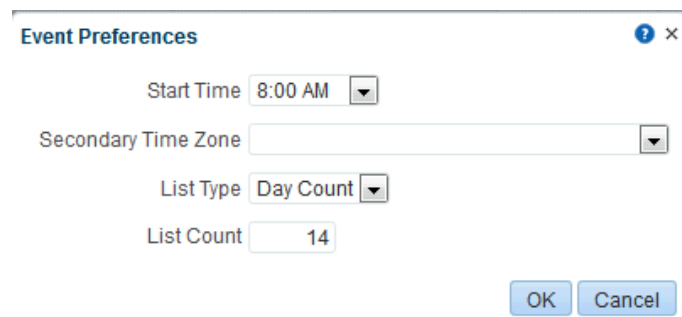 Event Preferences ? ×
Start Time 8:00 AM
Secondary Time Zone
List Type Day Count
List Count 14
OK Cancel